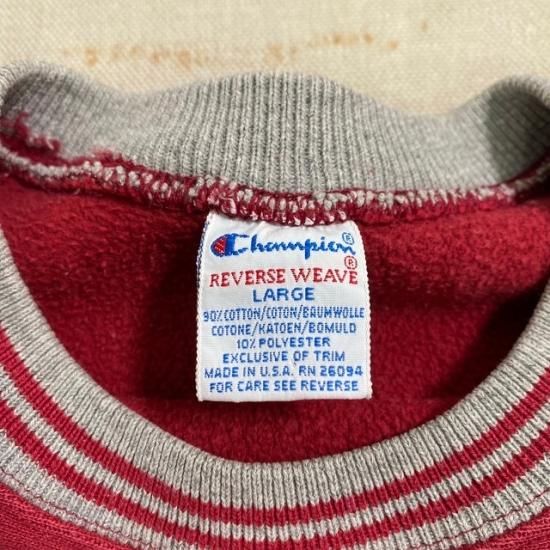 Champion®
REVERSE WEAVE®
LARGE
90% COTTON/COTON/BAUMWOLLE
COTONE/KATOEN/BOMULD
10% POLYESTER
EXCLUSIVE OF TRIM
MADE IN U.S.A. RN 26094
FOR CARE SEE REVERSE